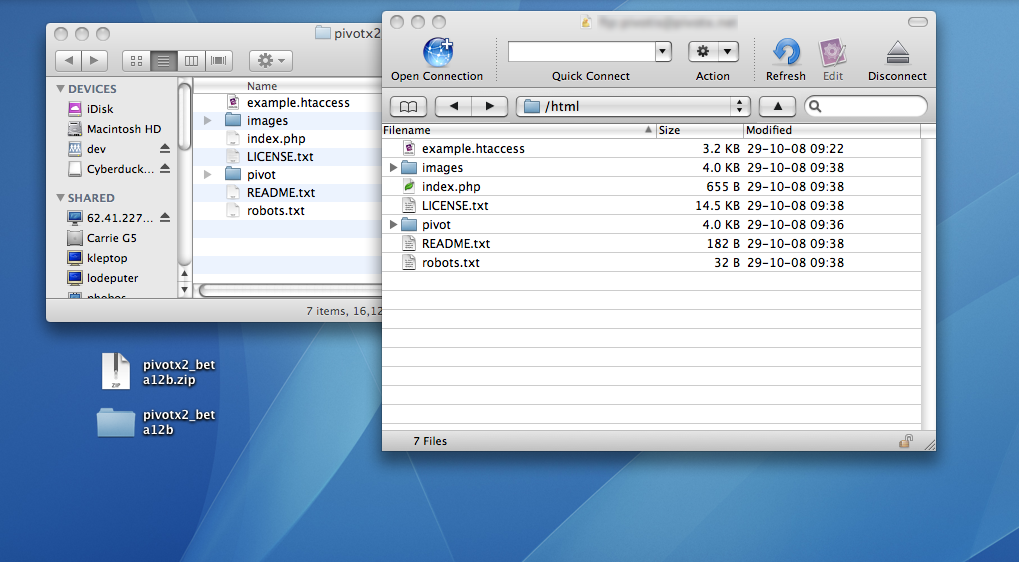 pivotx2
Name
DEVICES
iDisk
Macintosh HD
dev
Cyberduck...
SHARED
62.41.227...
Carrie G5
kleptop
lodeputer
phobos
example.htaccess
images
index.php
LICENSE.txt
pivot
README.txt
robots.txt
7 items, 16,12
Open Connection
Quick Connect
Action
Refresh
Edit
Disconnect
/html
Filename Size Modified
example.htaccess 3.2 KB 29-10-08 09:22
images 4.0 KB 29-10-08 09:38
index.php 655 B 29-10-08 09:38
LICENSE.txt 14.5 KB 29-10-08 09:38
pivot 4.0 KB 29-10-08 09:36
README.txt 182 B 29-10-08 09:38
robots.txt 32 B 29-10-08 09:38
7 Files
ZIP
pivotx2_bet
a12b.zip
pivotx2_bet
a12b